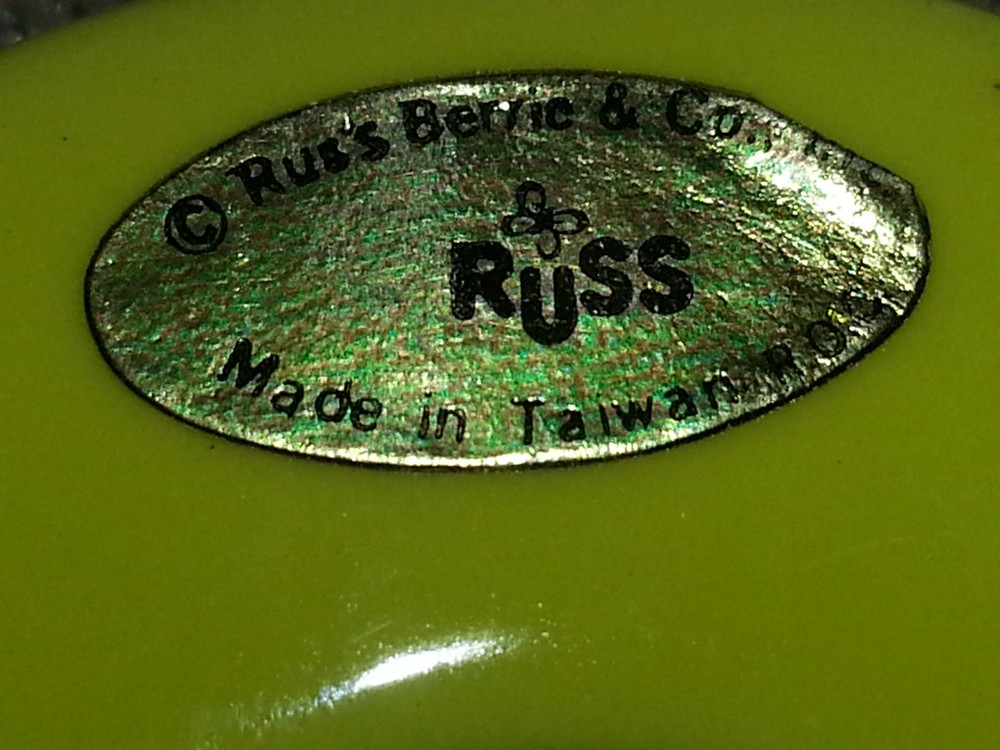 © Russ Berrie & Co.,
RUSS
Made in Taiwan R.O.C.